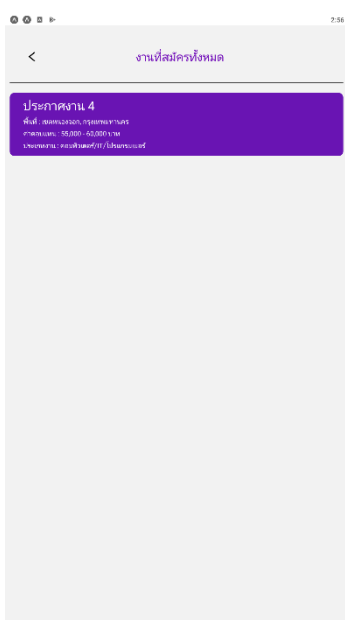 2:56
งานที่สมัครทั้งหมด
ประกาศงาน 4
พื้นที่ : เขตหนองจอก, กรุงเทพมหานคร
ค่าตอบแทน : 55,000 - 60,000 บาท
ประเภทงาน : คอมพิวเตอร์/IT/โปรแกรมเมอร์